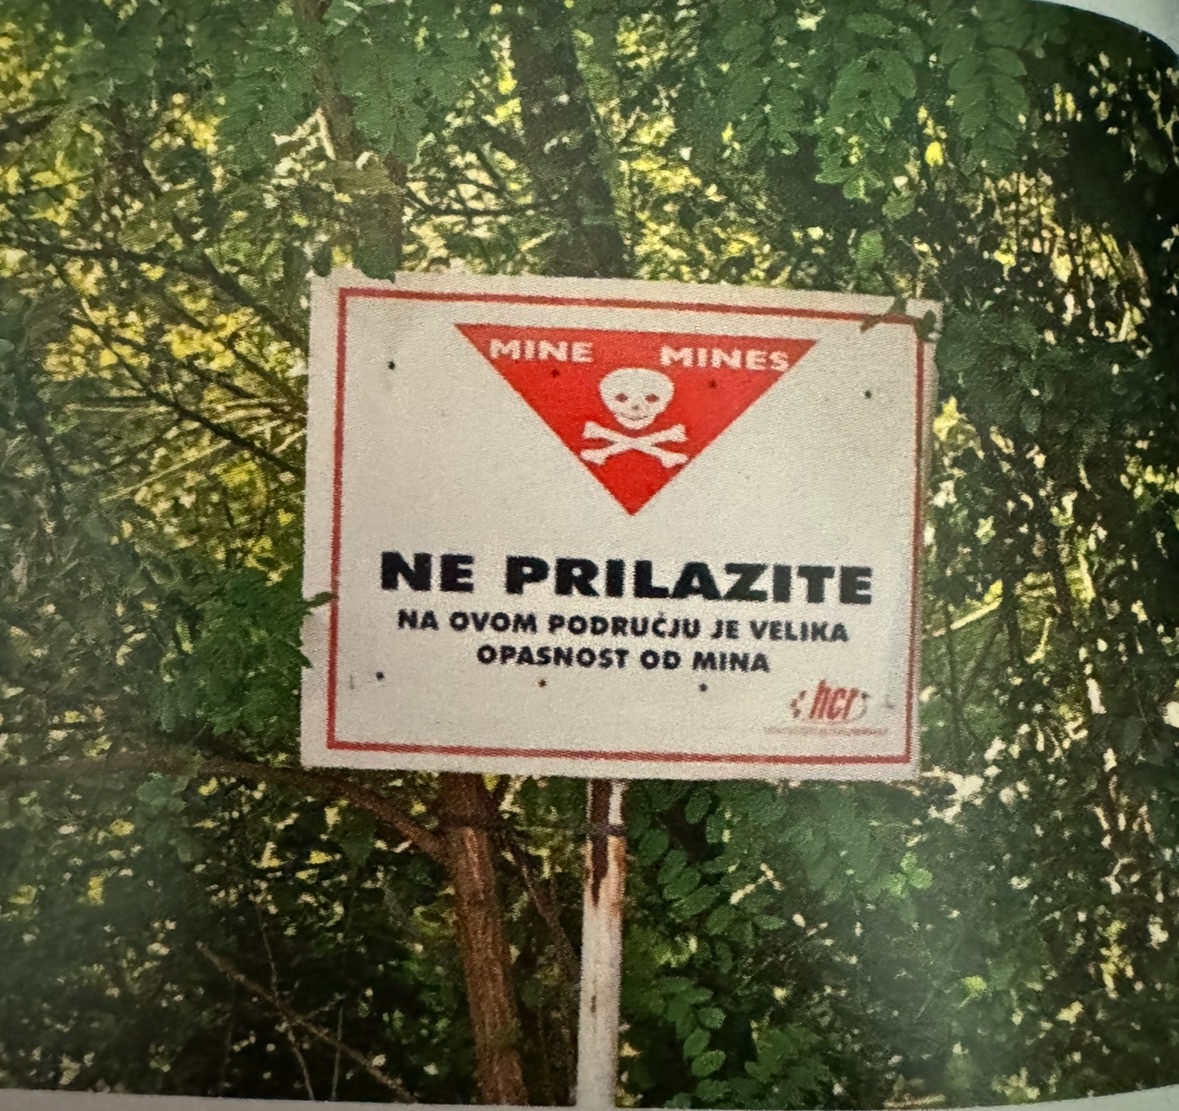 MINE MINES
NE PRILAZITE
NA OVOM PODRUČJU JE VELIKA
OPASNOST OD MINA
hcr